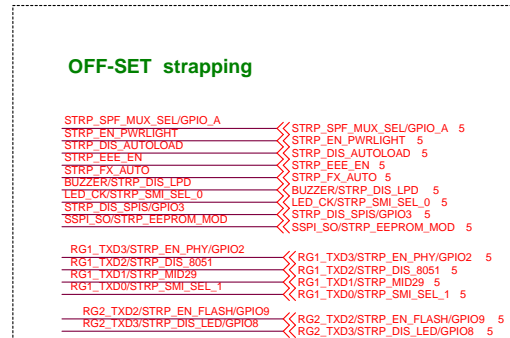 OFF-SET strapping
STRP_SPF_MUX_SEL/GPIO_A STRP_SPF_MUX_SEL/GPIO_A 5
STRP_EN_PWRLIGHT STRP_EN_PWRLIGHT 5
STRP_DIS_AUTOLOAD STRP_DIS_AUTOLOAD 5
STRP_EEE_EN STRP_EEE_EN 5
STRP_FX_AUTO STRP_FX_AUTO 5
BUZZER/STRP_DIS_LPD BUZZER/STRP_DIS_LPD 5
LED_CK/STRP_SMI_SEL_0 LED_CK/STRP_SMI_SEL_0 5
STRP_DIS_SPIS/GPIO3 STRP_DIS_SPIS/GPIO3 5
SSPI_SO/STRP_EEPROM_MOD SSPI_SO/STRP_EEPROM_MOD 5
RG1_TXD3/STRP_EN_PHY/GPIO2 RG1_TXD3/STRP_EN_PHY/GPIO2 5
RG1_TXD2/STRP_DIS_8051 RG1_TXD2/STRP_DIS_8051 5
RG1_TXD1/STRP_MID29 RG1_TXD1/STRP_MID29 5
RG1_TXD0/STRP_SMI_SEL_1 RG1_TXD0/STRP_SMI_SEL_1 5
RG2_TXD2/STRP_EN_FLASH/GPIO9 RG2_TXD2/STRP_EN_FLASH/GPIO9 5
RG2_TXD3/STRP_DIS_LED/GPIO8 RG2_TXD3/STRP_DIS_LED/GPIO8 5